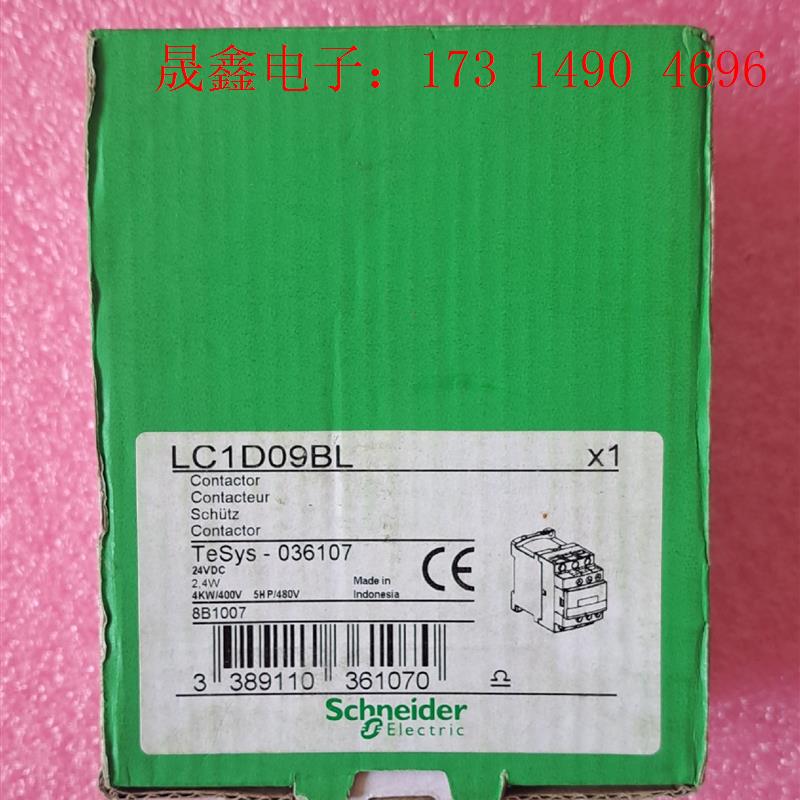 晟鑫电子：173 1490 4696
LC1D09BL x1
Contactor
Contacteur
Schütz
Contactor
TeSys - 036107
24VDC
2,4W Made in
4KW/400V 5HP/480V Indonesia
8B1007
CE
3 389110 361070
Schneider
Electric